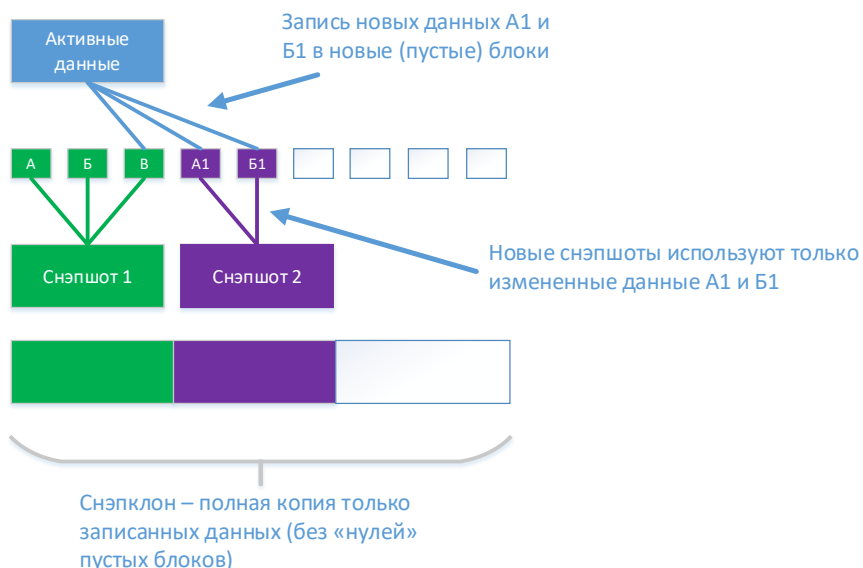 Запись новых данных А1 и
Б1 в новые (пустые) блоки
Активные
данные
А Б В А1 Б1
Новые снэпшоты используют только
измененные данные А1 и Б1
Снэпшот 1 Снэпшот 2
Снэпклон – полная копия только
записанных данных (без «нулей»
пустых блоков)